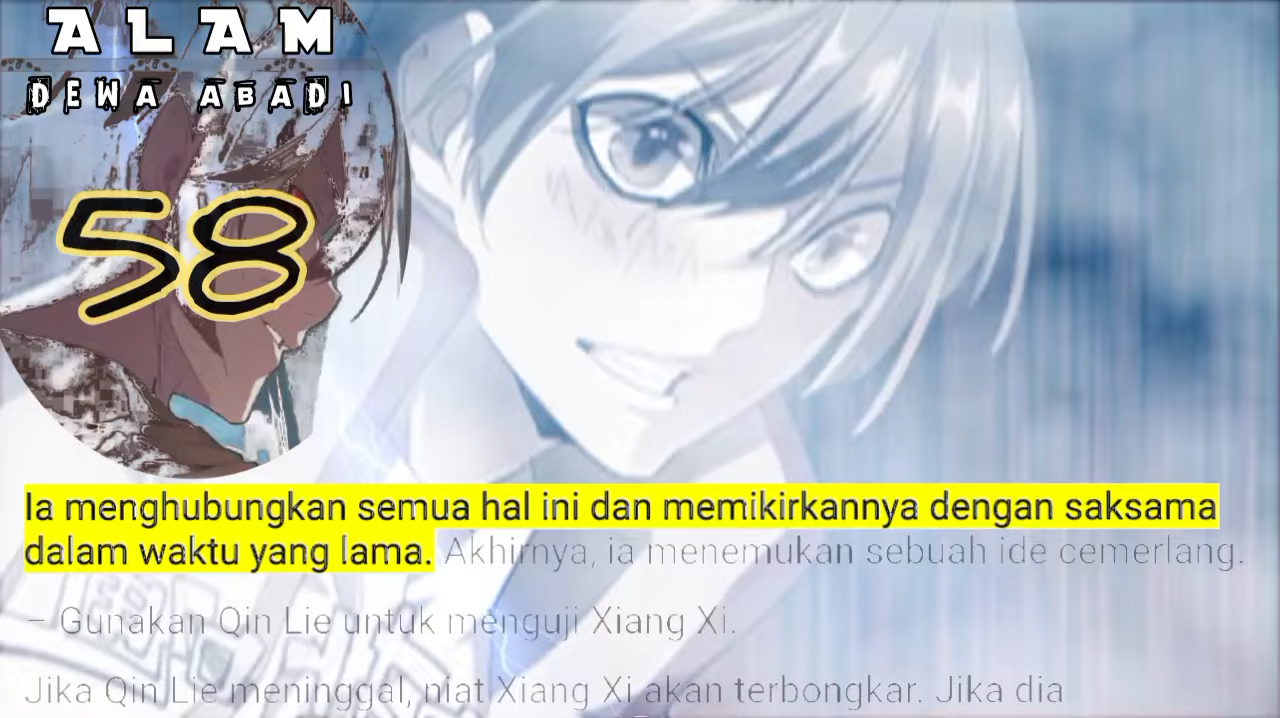 ALAM
DEWA ABADI
58
Ia menghubungkan semua hal ini dan memikirkannya dengan saksama
dalam waktu yang lama. Akhirnya, ia menemukan sebuah ide cemerlang.
– Gunakan Qin Lie untuk menguji Xiang Xi.
Jika Qin Lie meninggal, niat Xiang Xi akan terbongkar. Jika dia